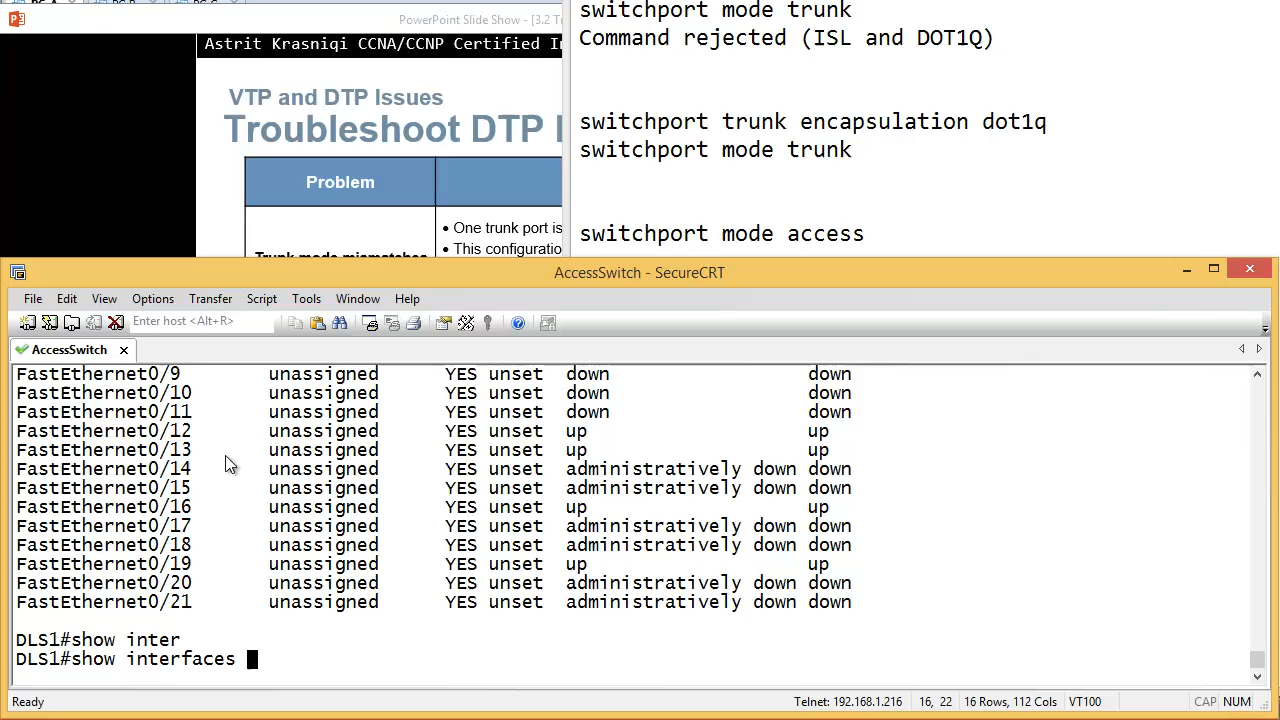 PowerPoint Slide Show - [3.2 Tr
Astrit Krasniqi CCNA/CCNP Certified In
VTP and DTP Issues
Troubleshoot DTP I
Problem
• One trunk port is
• This configuratio
Trunk mode mismatches
switchport mode trunk
Command rejected (ISL and DOT1Q)
switchport trunk encapsulation dot1q
switchport mode trunk
switchport mode access
AccessSwitch - SecureCRT
File Edit View Options Transfer Script Tools Window Help
Enter host <Alt+R>
AccessSwitch
FastEthernet0/9 unassigned YES unset down down
FastEthernet0/10 unassigned YES unset down down
FastEthernet0/11 unassigned YES unset down down
FastEthernet0/12 unassigned YES unset up up
FastEthernet0/13 unassigned YES unset up up
FastEthernet0/14 unassigned YES unset administratively down down
FastEthernet0/15 unassigned YES unset administratively down down
FastEthernet0/16 unassigned YES unset up up
FastEthernet0/17 unassigned YES unset administratively down down
FastEthernet0/18 unassigned YES unset administratively down down
FastEthernet0/19 unassigned YES unset up up
FastEthernet0/20 unassigned YES unset administratively down down
FastEthernet0/21 unassigned YES unset administratively down down
DLS1#show inter
DLS1#show interfaces
Ready Telnet: 192.168.1.216 16, 22 16 Rows, 112 Cols VT100 CAP NUM